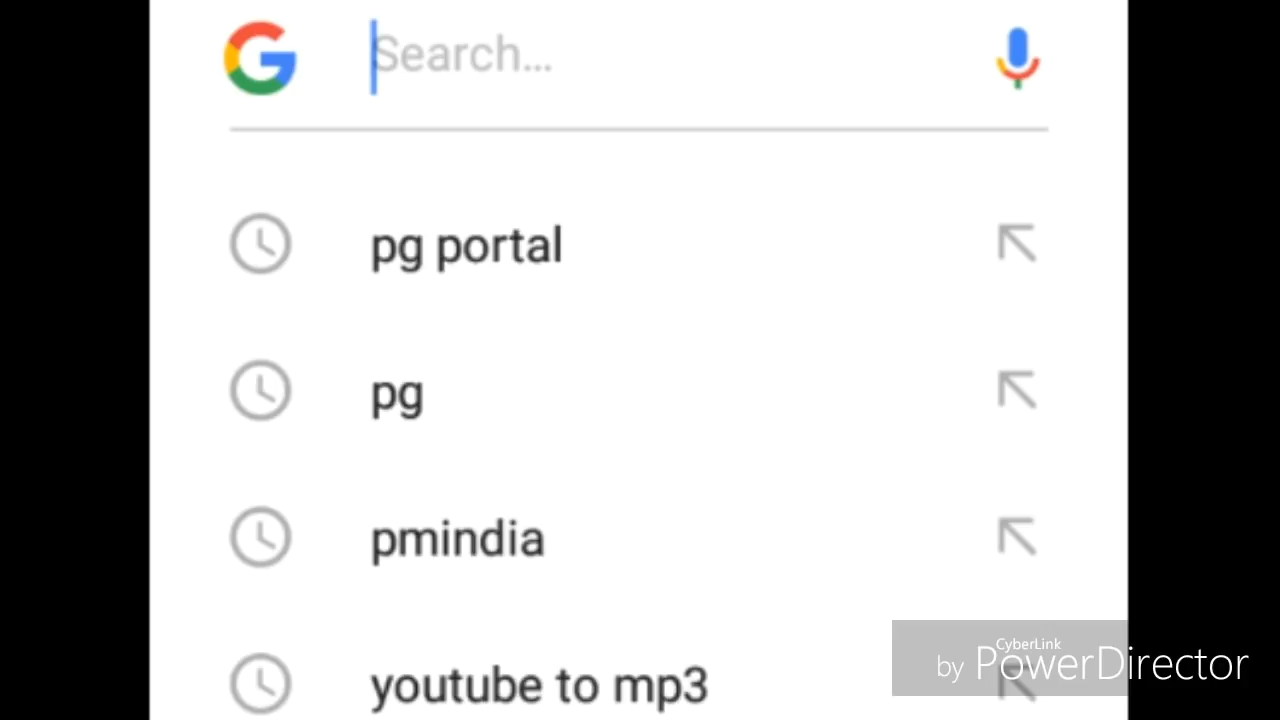 Search...
pg portal
pg
pmindia
youtube to mp3
CyberLink
by PowerDirector